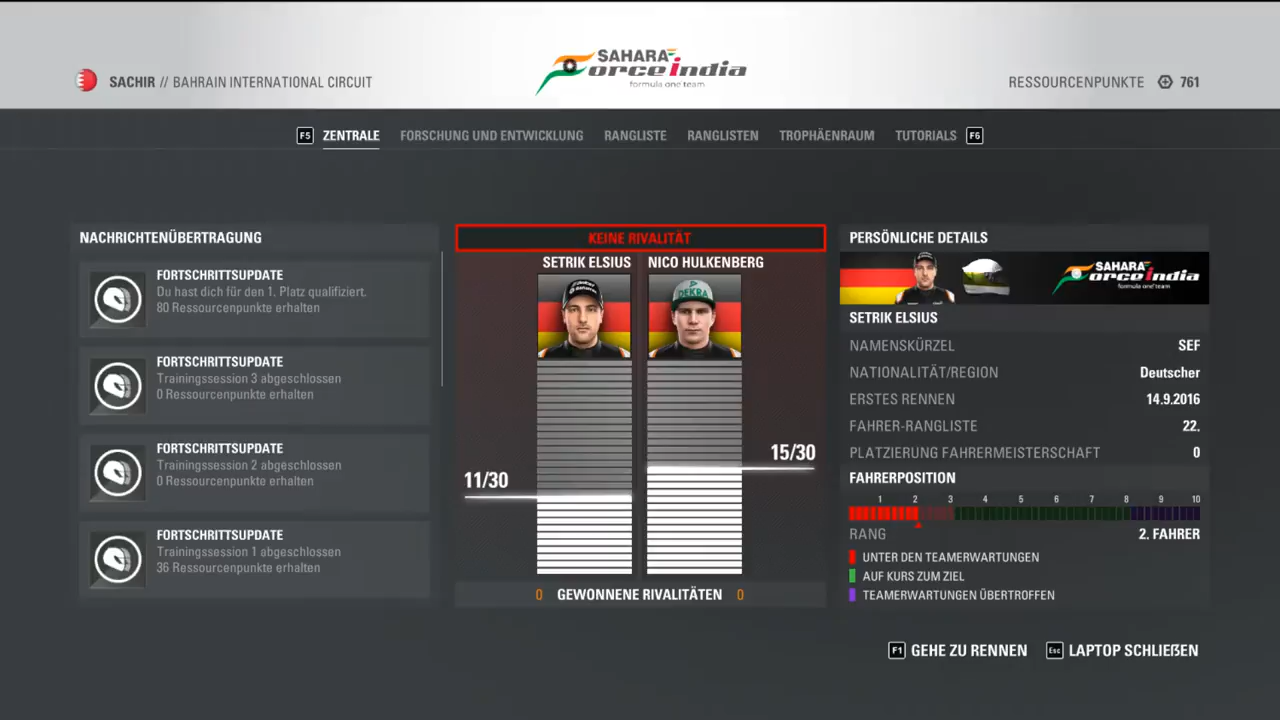 SACHIR // BAHRAIN INTERNATIONAL CIRCUIT
SAHARA
Force india
formula one team
RESSOURCENPUNKTE 761
F5 ZENTRALE FORSCHUNG UND ENTWICKLUNG RANGLISTE RANGLISTEN TROPHÄENRAUM TUTORIALS F6
NACHRICHTENÜBERTRAGUNG
FORTSCHRITTSUPDATE
Du hast dich für den 1. Platz qualifiziert.
80 Ressourcenpunkte erhalten
FORTSCHRITTSUPDATE
Trainingssession 3 abgeschlossen
0 Ressourcenpunkte erhalten
FORTSCHRITTSUPDATE
Trainingssession 2 abgeschlossen
0 Ressourcenpunkte erhalten
FORTSCHRITTSUPDATE
Trainingssession 1 abgeschlossen
36 Ressourcenpunkte erhalten
KEINE RIVALITÄT
SETRIK ELSIUS NICO HULKENBERG
DEKRA
15/30
11/30
0 GEWONNENE RIVALITÄTEN 0
PERSÖNLICHE DETAILS
SAHARA
Force india
formula one team
SETRIK ELSIUS
NAMENSKÜRZEL SEF
NATIONALITÄT/REGION Deutscher
ERSTES RENNEN 14.9.2016
FAHRER-RANGLISTE 22.
PLATZIERUNG FAHRERMEISTERSCHAFT 0
FAHRERPOSITION
1 2 3 4 5 6 7 8 9 10
RANG 2. FAHRER
UNTER DEN TEAMERWARTUNGEN
AUF KURS ZUM ZIEL
TEAMERWARTUNGEN ÜBERTROFFEN
F1 GEHE ZU RENNEN Esc LAPTOP SCHLIEẞEN